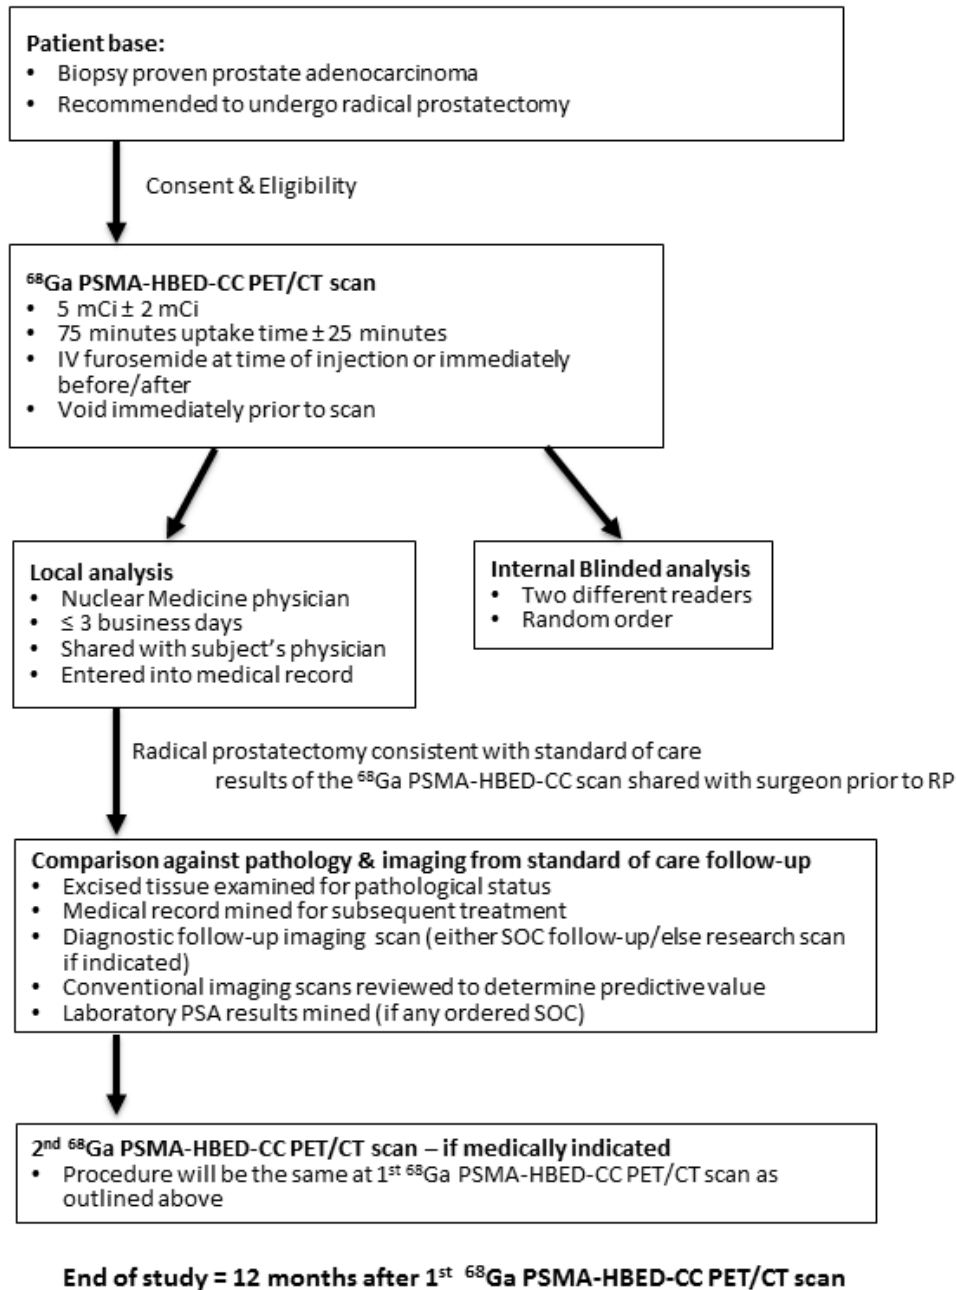 Patient base:
• Biopsy proven prostate adenocarcinoma
• Recommended to undergo radical prostatectomy
Consent & Eligibility
⁶⁸Ga PSMA-HBED-CC PET/CT scan
• 5 mCi ± 2 mCi
• 75 minutes uptake time ± 25 minutes
• IV furosemide at time of injection or immediately
before/after
• Void immediately prior to scan
Local analysis
• Nuclear Medicine physician
• ≤ 3 business days
• Shared with subject's physician
• Entered into medical record
Internal Blinded analysis
• Two different readers
• Random order
Radical prostatectomy consistent with standard of care
results of the ⁶⁸Ga PSMA-HBED-CC scan shared with surgeon prior to RP
Comparison against pathology & imaging from standard of care follow-up
• Excised tissue examined for pathological status
• Medical record mined for subsequent treatment
• Diagnostic follow-up imaging scan (either SOC follow-up/else research scan
if indicated)
• Conventional imaging scans reviewed to determine predictive value
• Laboratory PSA results mined (if any ordered SOC)
2ⁿᵈ ⁶⁸Ga PSMA-HBED-CC PET/CT scan – if medically indicated
• Procedure will be the same at 1ˢᵗ ⁶⁸Ga PSMA-HBED-CC PET/CT scan as
outlined above
End of study = 12 months after 1ˢᵗ ⁶⁸Ga PSMA-HBED-CC PET/CT scan